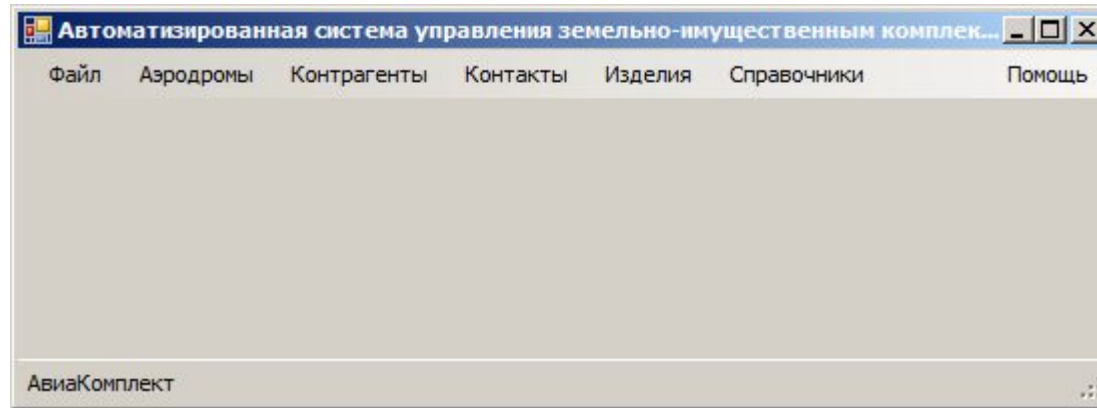 Автоматизированная система управления земельно-имущественным комплек...
Файл Аэродромы Контрагенты Контакты Изделия Справочники Помощь
АвиаКомплект